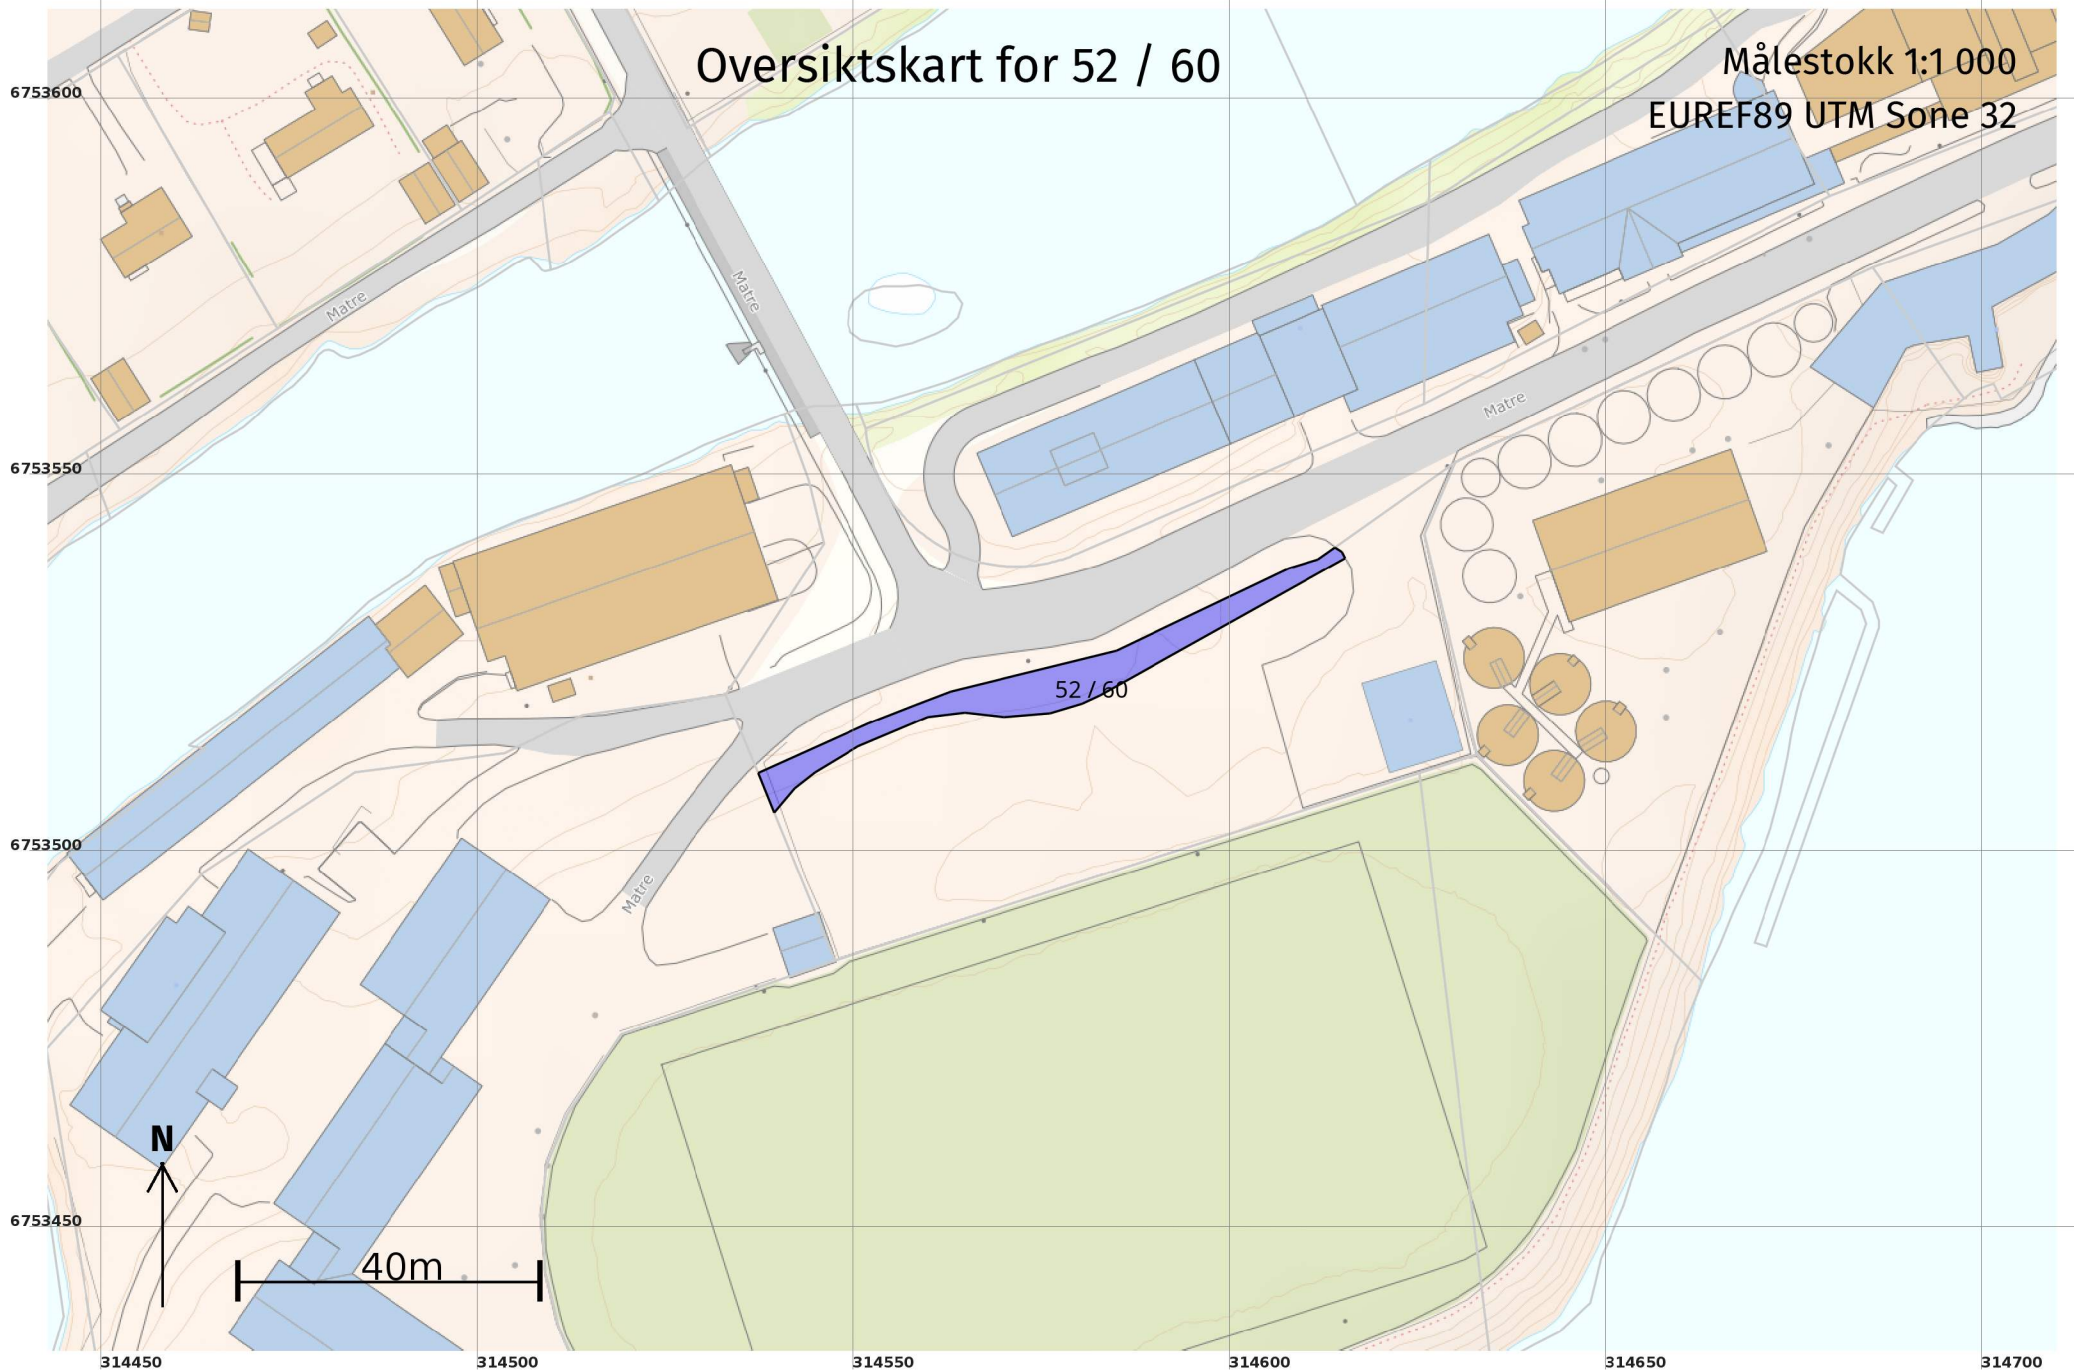 Oversiktskart for 52 / 60
Målestokk 1:1 000
EUREF89 UTM Sone 32
6753600
Matre
Matre
Matre
6753550
52 / 60
6753500
Matre
N
6753450
40m
314450
314500
314550
314600
314650
314700